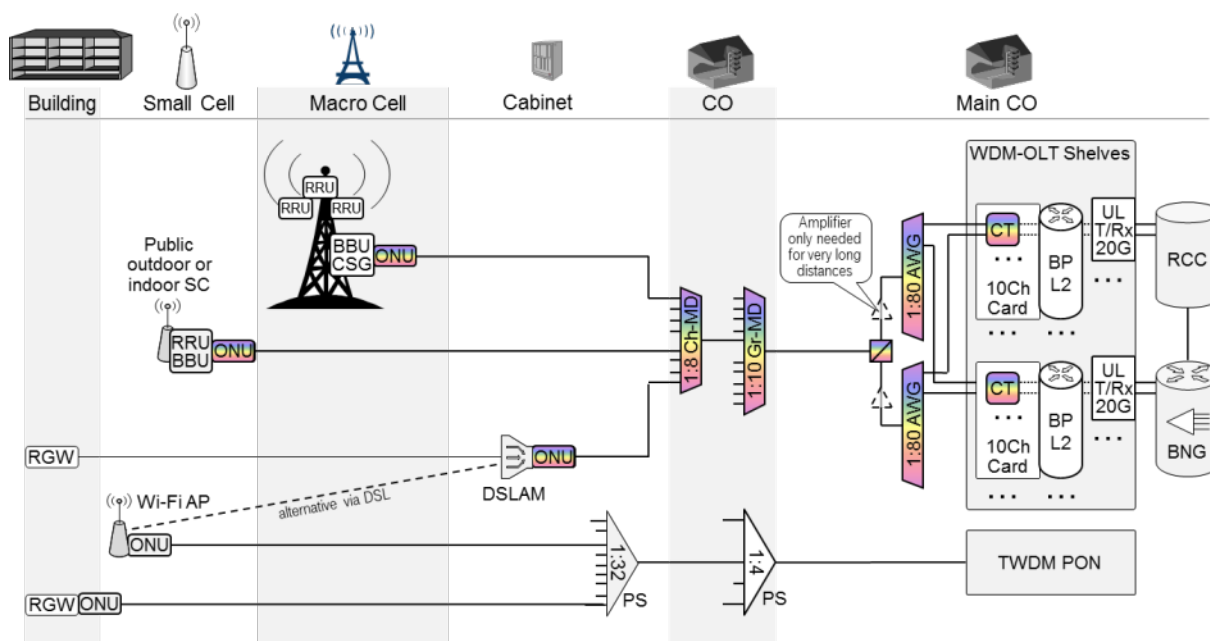 Building
Small Cell
Macro Cell
Cabinet
CO
Main CO
WDM-OLT Shelves
RRU
RRU
RRU
BBU
CSG
ONU
Public
outdoor or
indoor SC
RRU
BBU
ONU
1:8 Ch-MD
1:10 Gr-MD
Amplifier
only needed
for very long
distances
1:80 AWG
1:80 AWG
CT
...
10Ch
Card
...
BP
L2
...
UL
T/Rx
20G
...
RCC
CT
...
10Ch
Card
...
BP
L2
...
UL
T/Rx
20G
...
BNG
RGW
ONU
DSLAM
Wi-Fi AP
alternative via DSL
ONU
RGW
ONU
1:32
PS
1:4
PS
TWDM PON